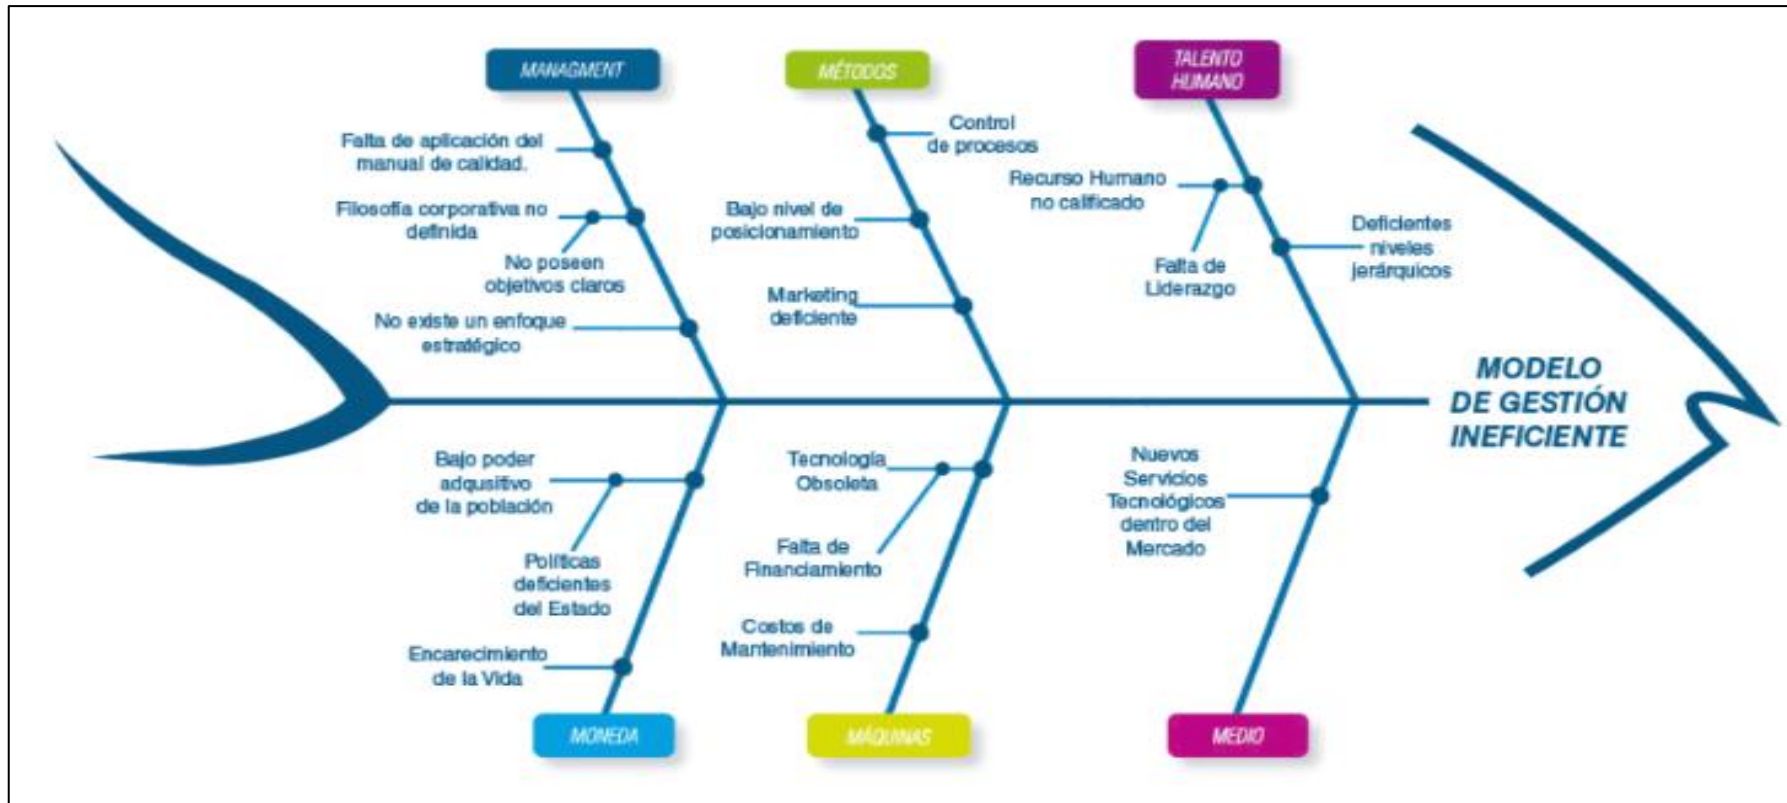 MANAGMENT
Falta de aplicación del
manual de calidad.
Filosofía corporativa no
definida
No poseen
objetivos claros
No existe un enfoque
estratégico
MÉTODOS
Control
de procesos
Bajo nivel de
posicionamiento
Marketing
deficiente
TALENTO
HUMANO
Recurso Humano
no calificado
Falta de
Liderazgo
Deficientes
niveles
jerárquicos
MODELO
DE GESTIÓN
INEFICIENTE
Bajo poder
adqusitivo
de la población
Políticas
deficientes
del Estado
Encarecimiento
de la Vida
MONEDA
Tecnología
Obsoleta
Falta de
Financiamiento
Costos de
Mantenimiento
MÁQUINAS
Nuevos
Servicios
Tecnológicos
dentro del
Mercado
MEDIO